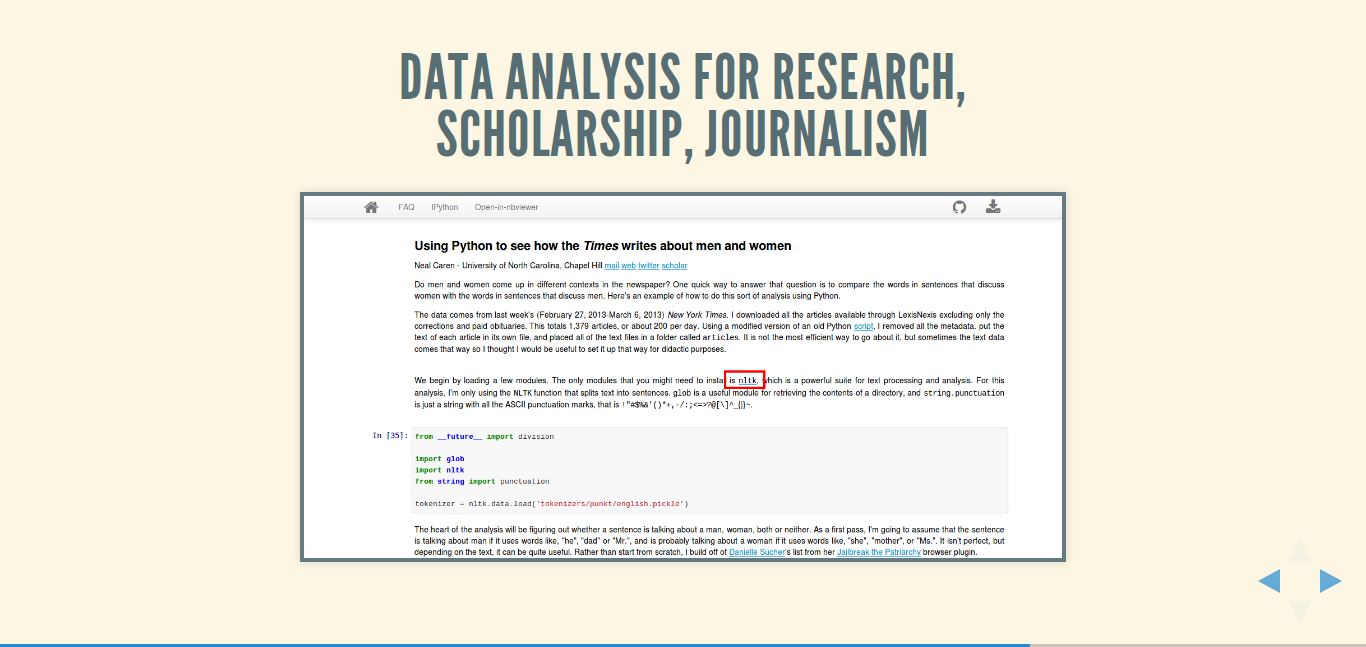 DATA ANALYSIS FOR RESEARCH,
SCHOLARSHIP, JOURNALISM
FAQ IPython Open-in-nbviewer
Using Python to see how the Times writes about men and women
Neal Caren - University of North Carolina, Chapel Hill mail web twitter scholar
Do men and women come up in different contexts in the newspaper? One quick way to answer that question is to compare the words in sentences that discuss
women with the words in sentences that discuss men. Here's an example of how to do this sort of analysis using Python.
The data comes from last week's (February 27, 2013-March 6, 2013) New York Times. I downloaded all the articles available through LexisNexis excluding only the
corrections and paid obituaries. This totals 1,379 articles, or about 200 per day. Using a modified version of an old Python script, I removed all the metadata. put the
text of each article in its own file, and placed all of the text files in a folder called articles. It is not the most efficient way to go about it, but sometimes the text data
comes that way so I thought I would be useful to set it up that way for didactic purposes.
We begin by loading a few modules. The only modules that you might need to install is nltk, which is a powerful suite for text processing and analysis. For this
analysis, I'm only using the NLTK function that splits text into sentences. glob is a useful module for retrieving the contents of a directory, and string.punctuation
is just a string with all the ASCII punctuation marks, that is !"#$%&'()*+,-/:;<=>?@[\]^_{|}~.
In [35]: from __future__ import division
import glob
import nltk
from string import punctuation
tokenizer = nltk.data.load('tokenizers/punkt/english.pickle')
The heart of the analysis will be figuring out whether a sentence is talking about a man, woman, both or neither. As a first pass, I'm going to assume that the sentence
is talking about man if it uses words like, "he", "dad" or "Mr.", and is probably talking about a woman if it uses words like, "she", "mother", or "Ms.". It isn't perfect, but
depending on the text, it can be quite useful. Rather than start from scratch, I build off of Danielle Sucher's list from her Jailbreak the Patriarchy browser plugin.